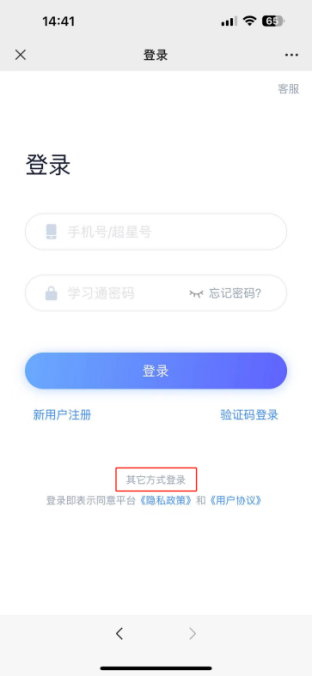 14:41
65
登录
客服
登录
手机号/超星号
学习通密码 忘记密码?
登录
新用户注册 验证码登录
其它方式登录
登录即表示同意平台《隐私政策》和《用户协议》